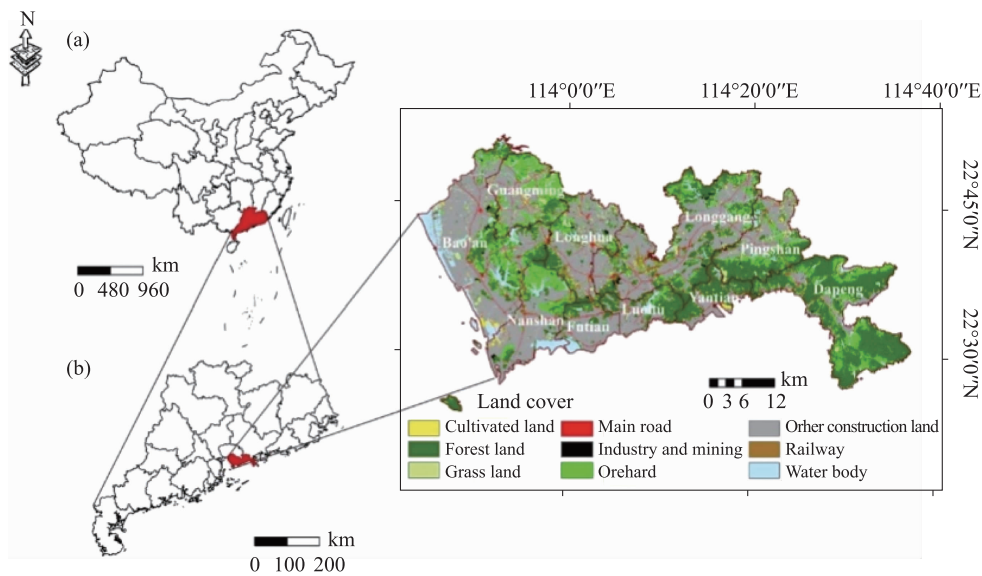 N
(a)
km
0 480 960
(b)
km
0 100 200
114°0′0″E 114°20′0″E 114°40′0″E
22°45′0″N
22°30′0″N
Guangming
Bao'an
Longhua
Longgang
Pingshan
Dapeng
Yantian
Luohu
Nanshan
Futian
km
0 3 6 12
Land cover
Cultivated land
Main road
Orher construction land
Forest land
Industry and mining
Railway
Grass land
Orehard
Water body